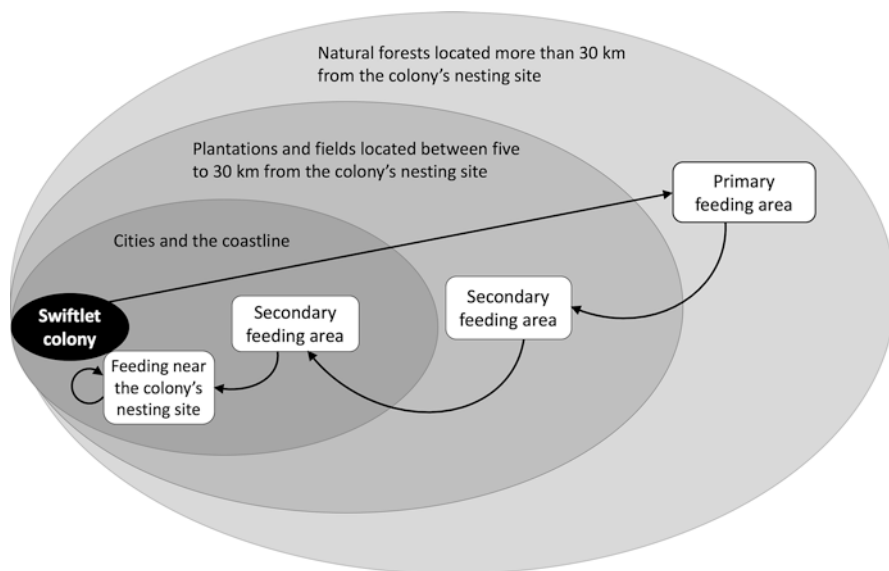 Natural forests located more than 30 km
from the colony's nesting site
Plantations and fields located between five
to 30 km from the colony's nesting site
Primary
feeding area
Cities and the coastline
Secondary
feeding area
Secondary
feeding area
Swiftlet
colony
Feeding near
the colony's
nesting site